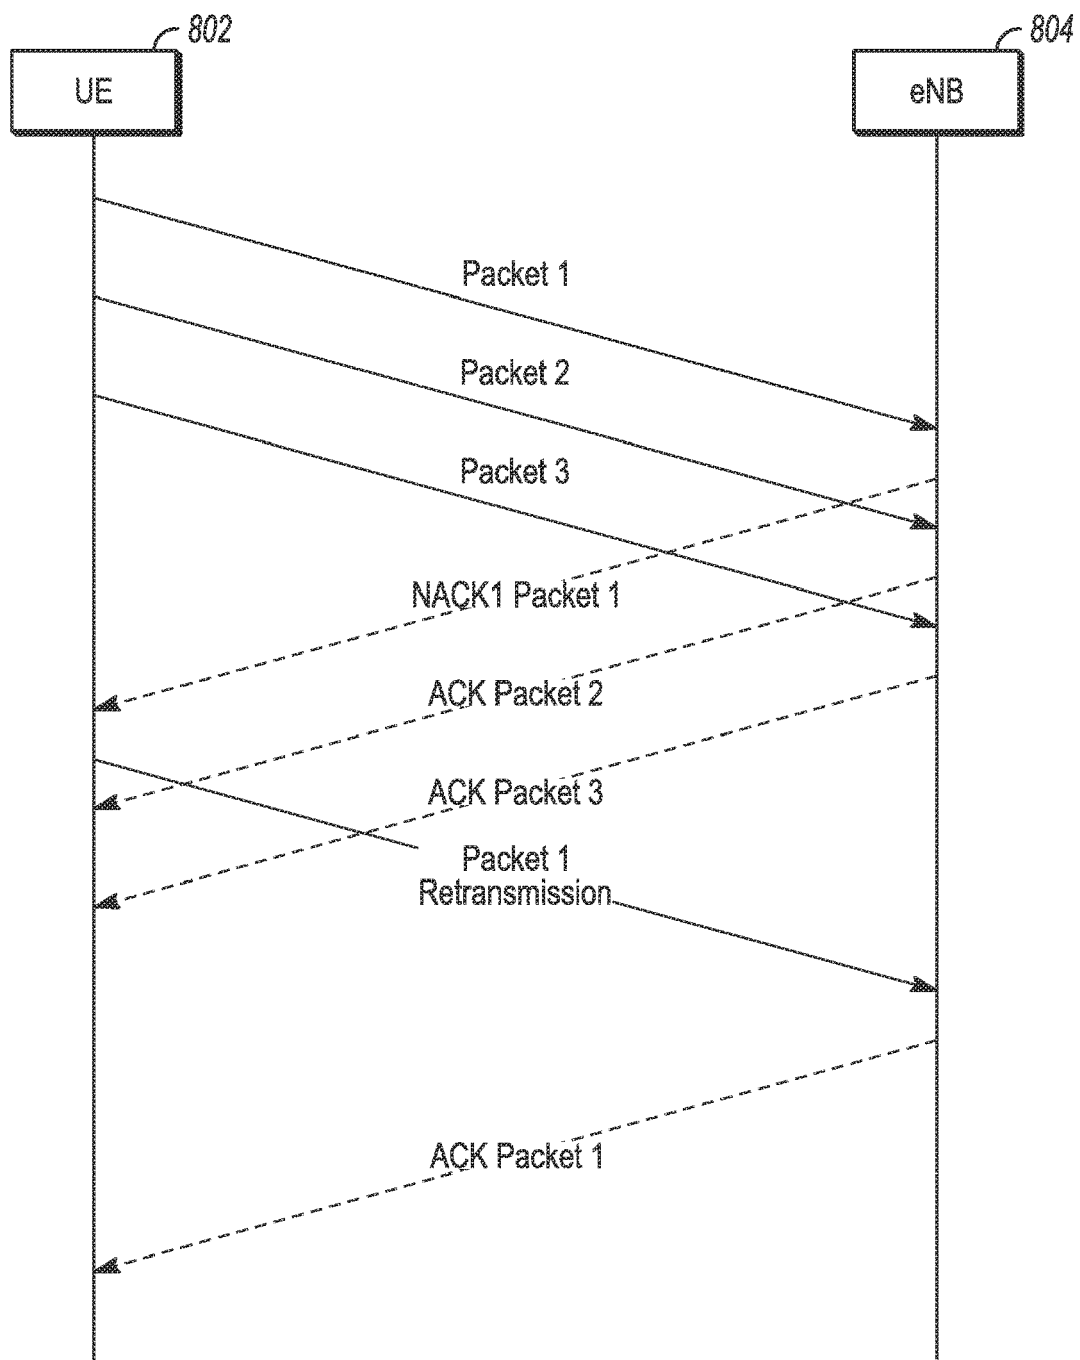 802
804
UE
eNB
Packet 1
Packet 2
Packet 3
NACK1 Packet 1
ACK Packet 2
ACK Packet 3
Packet 1
Retransmission
ACK Packet 1